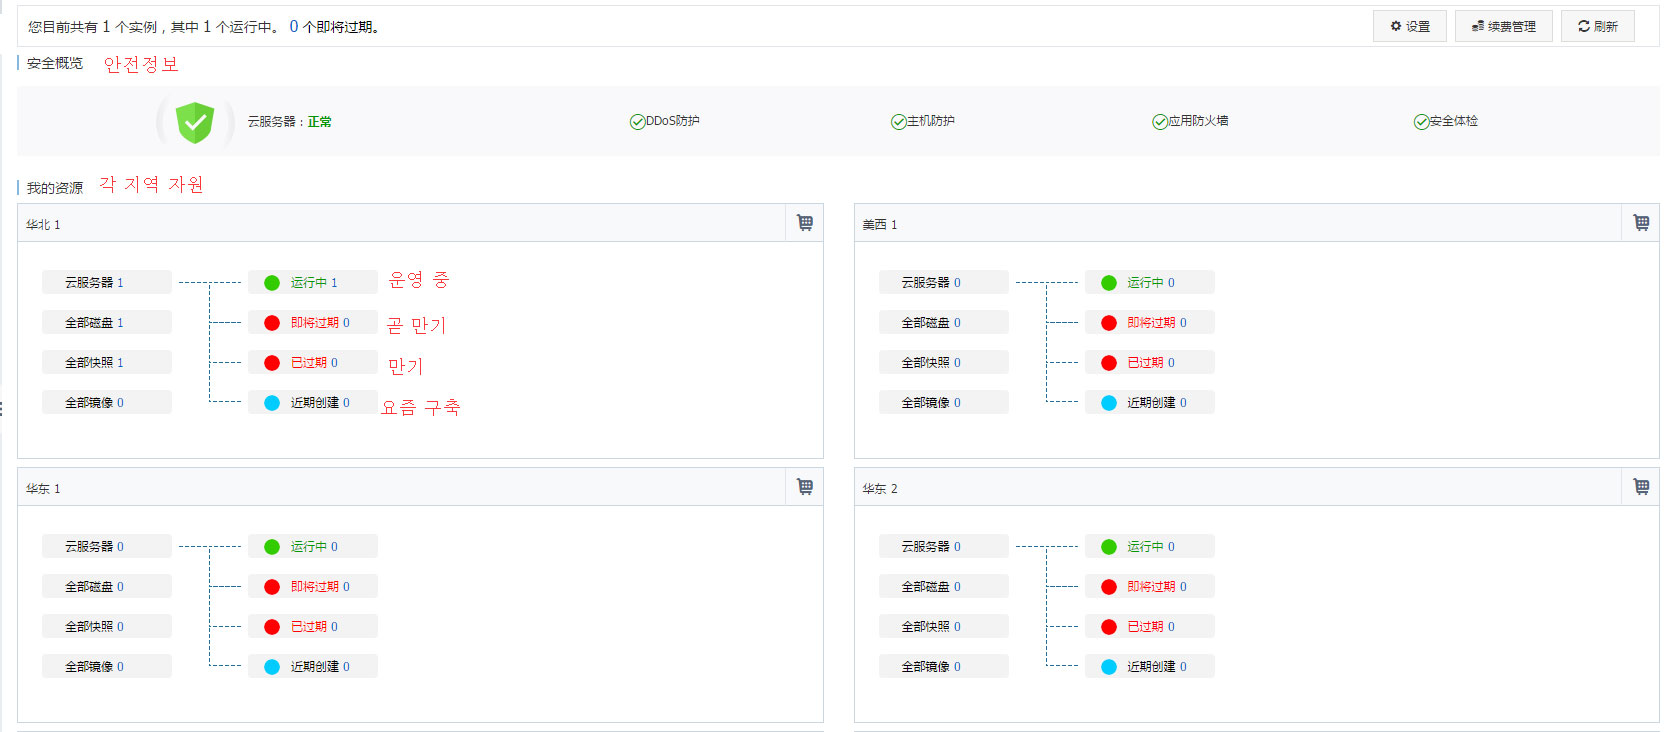 您目前共有 1 个实例，其中 1 个运行中。 0 个即将过期。 设置 续费管理 刷新
安全概览 안전정보
云服务器：正常 DDoS防护 主机防护 应用防火墙 安全体检
我的资源 각 지역 자원
华北 1
云服务器 1 运行中 1 운영 중
全部磁盘 1 即将过期 0 곧 만기
全部快照 1 已过期 0 만기
全部镜像 0 近期创建 0 요즘 구축
美西 1
云服务器 0 运行中 0
全部磁盘 0 即将过期 0
全部快照 0 已过期 0
全部镜像 0 近期创建 0
华东 1
云服务器 0 运行中 0
全部磁盘 0 即将过期 0
全部快照 0 已过期 0
全部镜像 0 近期创建 0
华东 2
云服务器 0 运行中 0
全部磁盘 0 即将过期 0
全部快照 0 已过期 0
全部镜像 0 近期创建 0